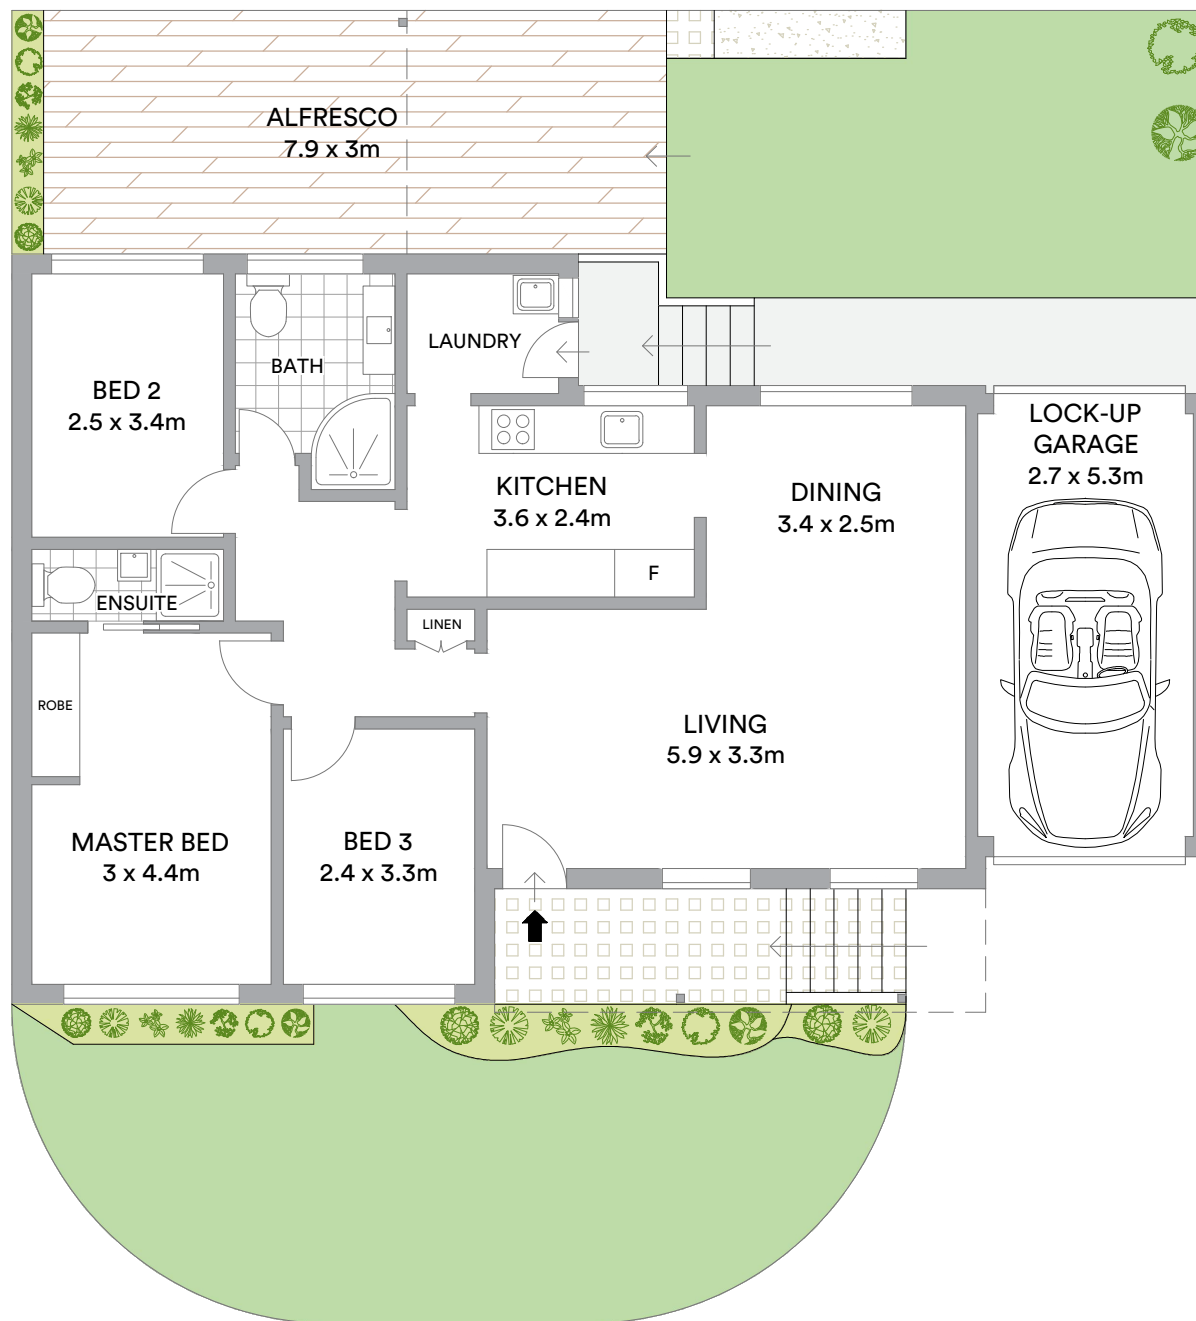 ALFRESCO
7.9 x 3m
LAUNDRY
BATH
BED 2
2.5 x 3.4m
LOCK-UP
GARAGE
2.7 x 5.3m
KITCHEN
3.6 x 2.4m
DINING
3.4 x 2.5m
F
ENSUITE
LINEN
ROBE
LIVING
5.9 x 3.3m
MASTER BED
3 x 4.4m
BED 3
2.4 x 3.3m